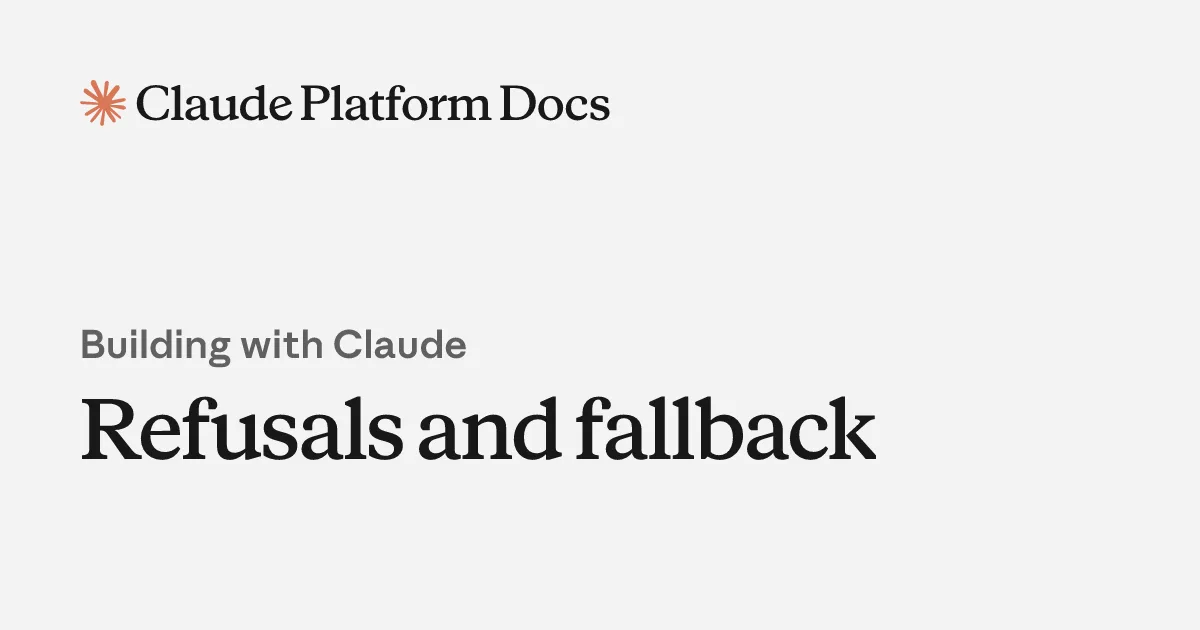 Claude Platform Docs
Building with Claude
Refusals and fallback